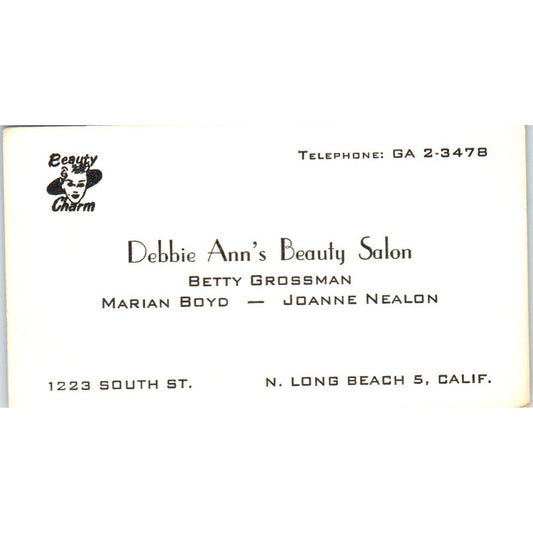 Beauty
&
Charm
TELEPHONE: GA 2-3478
Debbie Ann's Beauty Salon
BETTY GROSSMAN
MARIAN BOYD — JOANNE NEALON
1223 SOUTH ST. N. LONG BEACH 5, CALIF.